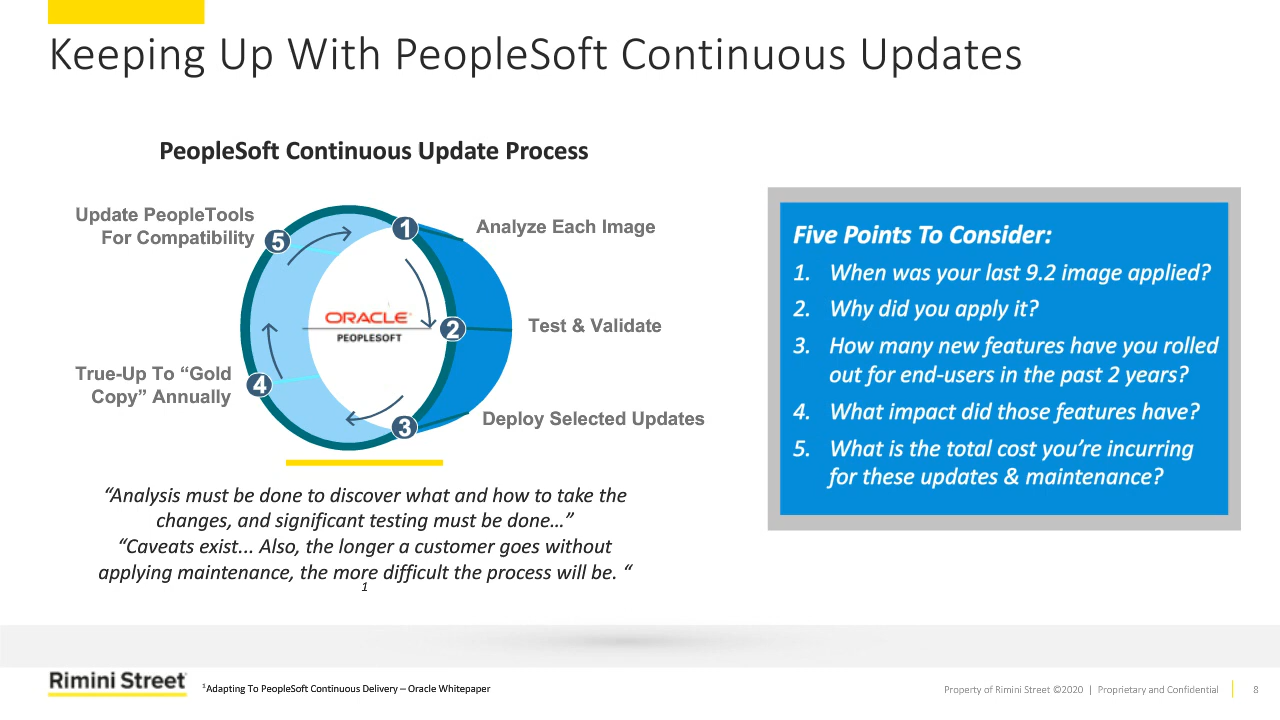 Keeping Up With PeopleSoft Continuous Updates
PeopleSoft Continuous Update Process
Update PeopleTools
For Compatibility
5
1
Analyze Each Image
ORACLE
PEOPLESOFT
2
Test & Validate
True-Up To “Gold
Copy” Annually
4
3
Deploy Selected Updates
“Analysis must be done to discover what and how to take the
changes, and significant testing must be done…”
“Caveats exist... Also, the longer a customer goes without
applying maintenance, the more difficult the process will be. “
1
Five Points To Consider:
1. When was your last 9.2 image applied?
2. Why did you apply it?
3. How many new features have you rolled
out for end-users in the past 2 years?
4. What impact did those features have?
5. What is the total cost you’re incurring
for these updates & maintenance?
Rimini Street
1Adapting To PeopleSoft Continuous Delivery – Oracle Whitepaper
Property of Rimini Street ©2020 | Proprietary and Confidential
8